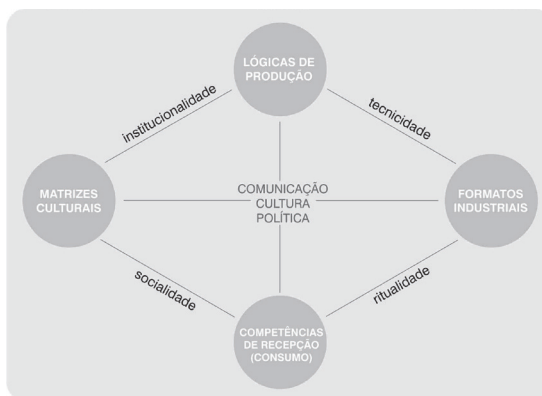 LÓGICAS DE
PRODUÇÃO
institucionalidade
tecnicidade
MATRIZES
CULTURAIS
COMUNICAÇÃO
CULTURA
POLÍTICA
FORMATOS
INDUSTRIAIS
socialidade
ritualidade
COMPETÊNCIAS
DE RECEPÇÃO
(CONSUMO)